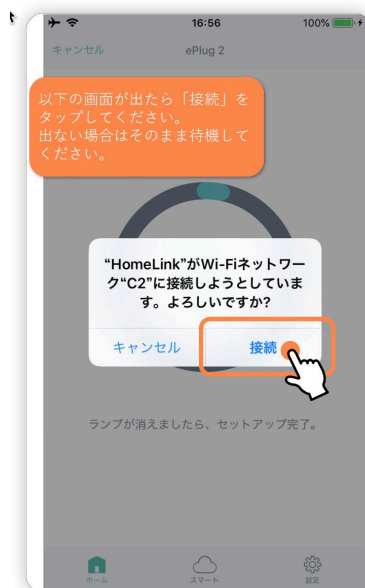 16:56
100%
キャンセル
ePlug 2
以下の画面が出たら「接続」を
タップしてください。
出ない場合はそのまま待機して
ください。
“HomeLink”がWi-Fiネットワー
ク“C2”に接続しようとしていま
す。よろしいですか?
キャンセル
接続
ランプが消えましたら、セットアップ完了。
ホーム
スマート
設定